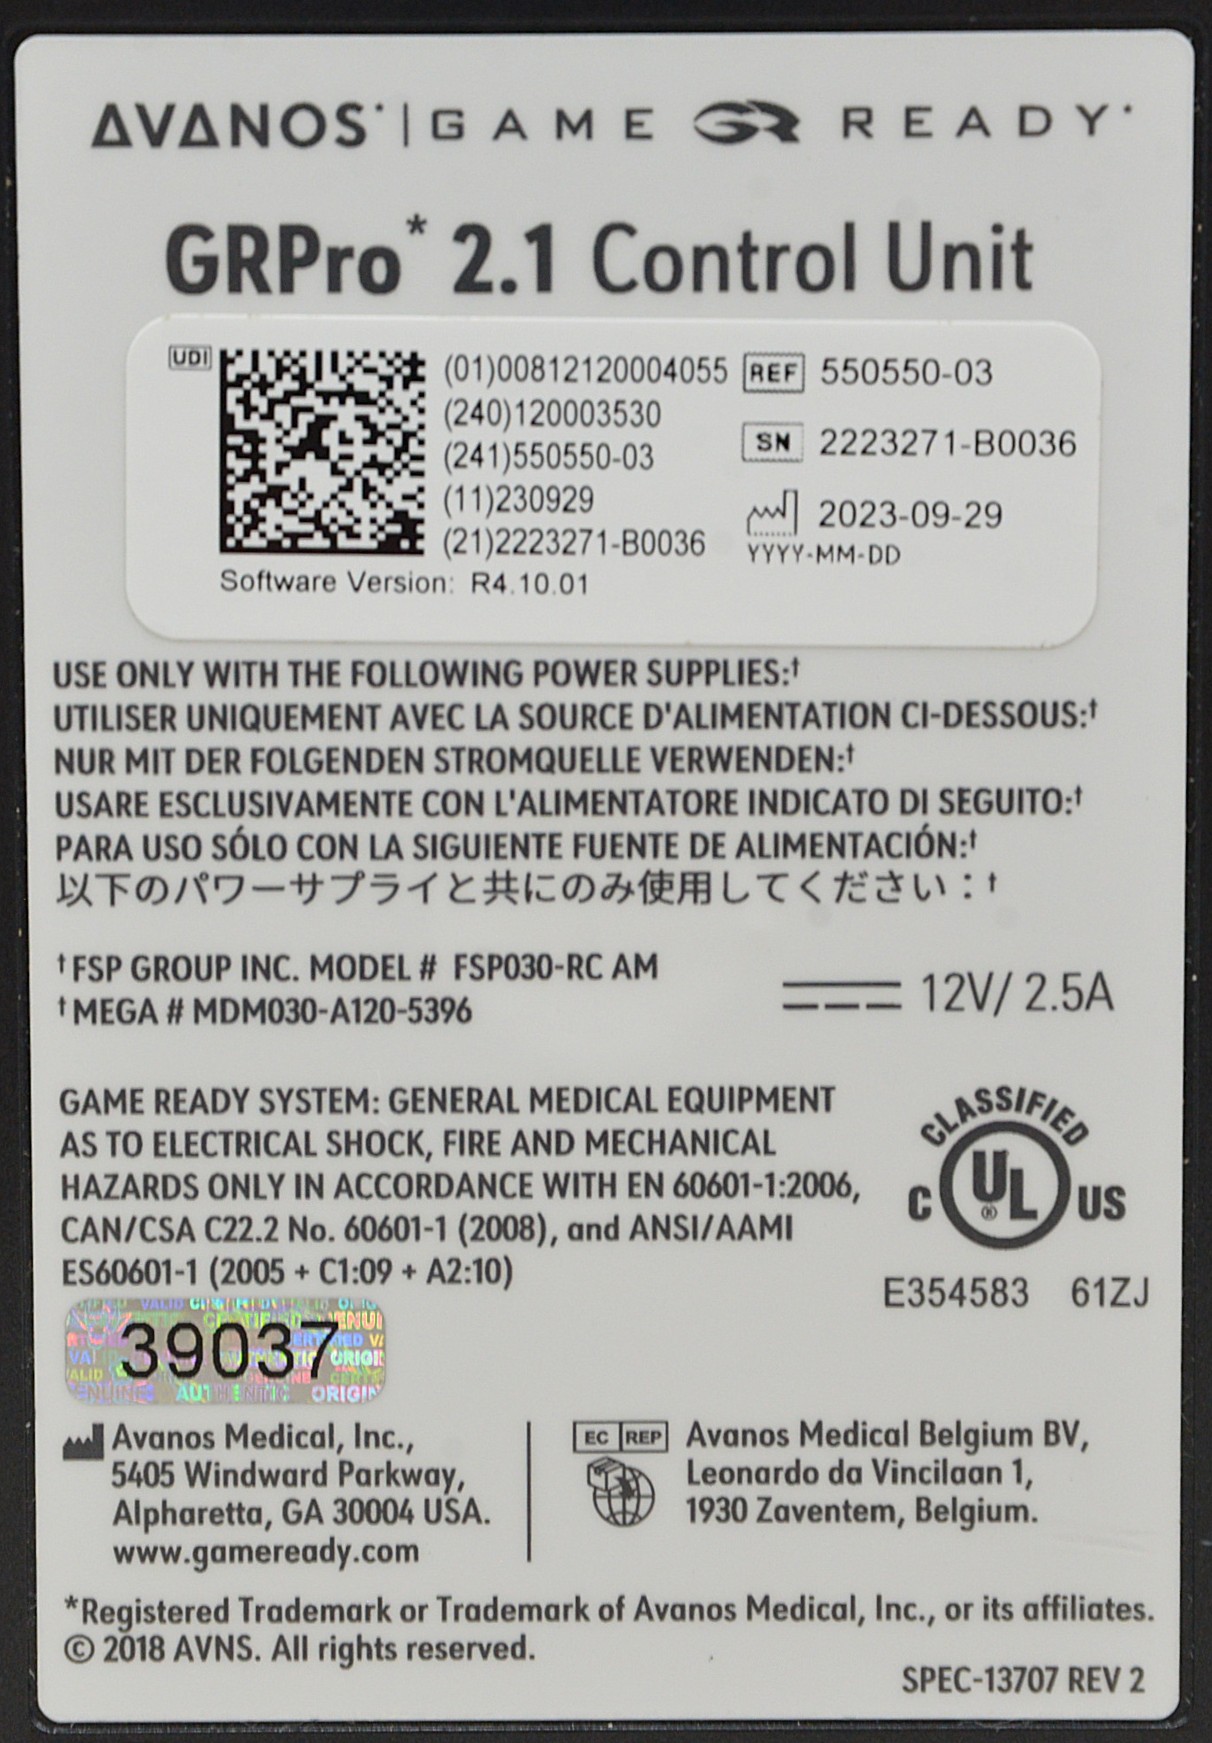 AVANOS* | GAME READY*
GRPro* 2.1 Control Unit
UDI
(01)00812120004055
(240)120003530
(241)550550-03
(11)230929
(21)2223271-B0036
Software Version: R4.10.01
REF 550550-03
SN 2223271-B0036
2023-09-29
YYYY-MM-DD
USE ONLY WITH THE FOLLOWING POWER SUPPLIES:†
UTILISER UNIQUEMENT AVEC LA SOURCE D'ALIMENTATION CI-DESSOUS:†
NUR MIT DER FOLGENDEN STROMQUELLE VERWENDEN:†
USARE ESCLUSIVAMENTE CON L'ALIMENTATORE INDICATO DI SEGUITO:†
PARA USO SÓLO CON LA SIGUIENTE FUENTE DE ALIMENTACIÓN:†
以下のパワーサプライと共にのみ使用してください：†
†FSP GROUP INC. MODEL # FSP030-RC AM
†MEGA # MDM030-A120-5396
12V/ 2.5A
GAME READY SYSTEM: GENERAL MEDICAL EQUIPMENT
AS TO ELECTRICAL SHOCK, FIRE AND MECHANICAL
HAZARDS ONLY IN ACCORDANCE WITH EN 60601-1:2006,
CAN/CSA C22.2 No. 60601-1 (2008), and ANSI/AAMI
ES60601-1 (2005 + C1:09 + A2:10)
CLASSIFIED
C UL® US
E354583 61ZJ
39037
Avanos Medical, Inc.,
5405 Windward Parkway,
Alpharetta, GA 30004 USA.
www.gameready.com
EC REP
Avanos Medical Belgium BV,
Leonardo da Vincilaan 1,
1930 Zaventem, Belgium.
*Registered Trademark or Trademark of Avanos Medical, Inc., or its affiliates.
© 2018 AVNS. All rights reserved.
SPEC-13707 REV 2